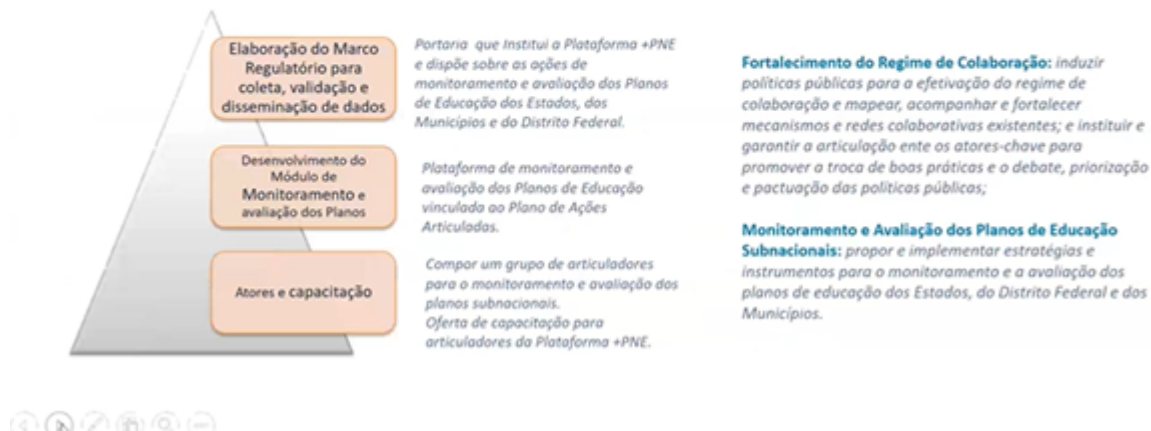 Elaboração do Marco
Regulatório para
coleta, validação e
disseminação de dados
Portaria que Institui a Plataforma +PNE
e dispõe sobre as ações de
monitoramento e avaliação dos Planos
de Educação dos Estados, dos
Municípios e do Distrito Federal.
Desenvolvimento do
Módulo de
Monitoramento e
avaliação dos Planos
Plataforma de monitoramento e
avaliação dos Planos de Educação
vinculada ao Plano de Ações
Articuladas.
Atores e capacitação
Compor um grupo de articuladores
para o monitoramento e avaliação dos
planos subnacionais.
Oferta de capacitação para
articuladores da Plataforma +PNE.
Fortalecimento do Regime de Colaboração: induzir
políticas públicas para a efetivação do regime de
colaboração e mapear, acompanhar e fortalecer
mecanismos e redes colaborativas existentes; e instituir e
garantir a articulação ente os atores-chave para
promover a troca de boas práticas e o debate, priorização
e pactuação das políticas públicas;
Monitoramento e Avaliação dos Planos de Educação
Subnacionais: propor e implementar estratégias e
instrumentos para o monitoramento e a avaliação dos
planos de educação dos Estados, do Distrito Federal e dos
Municípios.